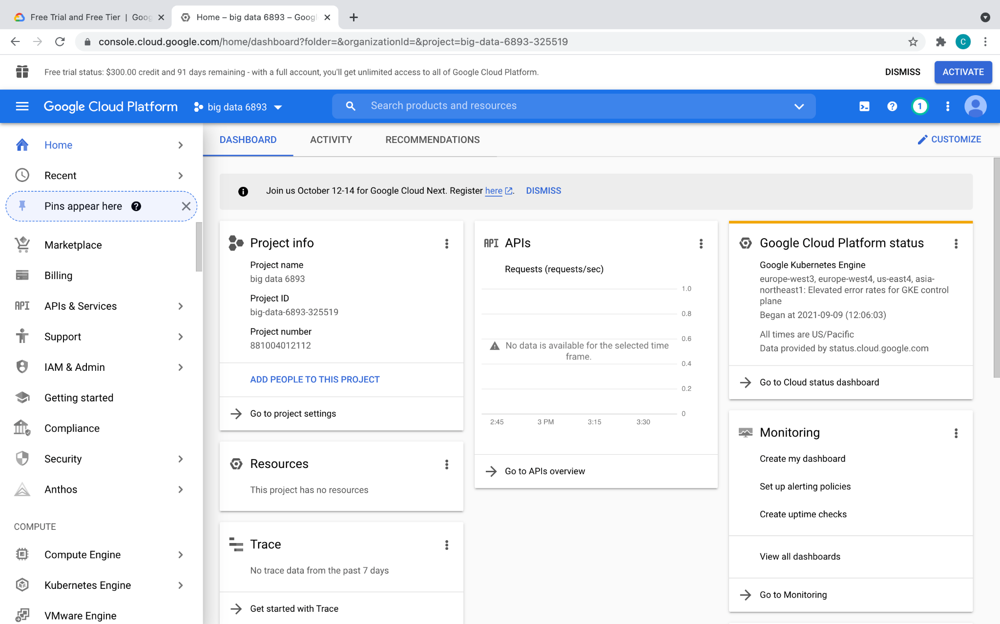 Free Trial and Free Tier | Goog
Home – big data 6893 – Googl
console.cloud.google.com/home/dashboard?folder=&organizationId=&project=big-data-6893-325519
C
Free trial status: $300.00 credit and 91 days remaining - with a full account, you'll get unlimited access to all of Google Cloud Platform.
DISMISS
ACTIVATE
Google Cloud Platform
big data 6893
Search products and resources
1
Home
Recent
Pins appear here
Marketplace
Billing
API
APIs & Services
Support
IAM & Admin
Getting started
Compliance
Security
Anthos
COMPUTE
Compute Engine
Kubernetes Engine
VMware Engine
DASHBOARD
ACTIVITY
RECOMMENDATIONS
CUSTOMIZE
Join us October 12-14 for Google Cloud Next. Register here. DISMISS
Project info
Project name
big data 6893
Project ID
big-data-6893-325519
Project number
881004012112
ADD PEOPLE TO THIS PROJECT
Go to project settings
Resources
This project has no resources
Trace
No trace data from the past 7 days
Get started with Trace
API
APIs
Requests (requests/sec)
1.0
0.8
0.6
No data is available for the selected time
frame.
0.4
0.2
0
2:45
3 PM
3:15
3:30
Go to APIs overview
Google Cloud Platform status
Google Kubernetes Engine
europe-west3, europe-west4, us-east4, asia-
northeast1: Elevated error rates for GKE control
plane
Began at 2021-09-09 (12:06:03)
All times are US/Pacific
Data provided by status.cloud.google.com
Go to Cloud status dashboard
Monitoring
Create my dashboard
Set up alerting policies
Create uptime checks
View all dashboards
Go to Monitoring